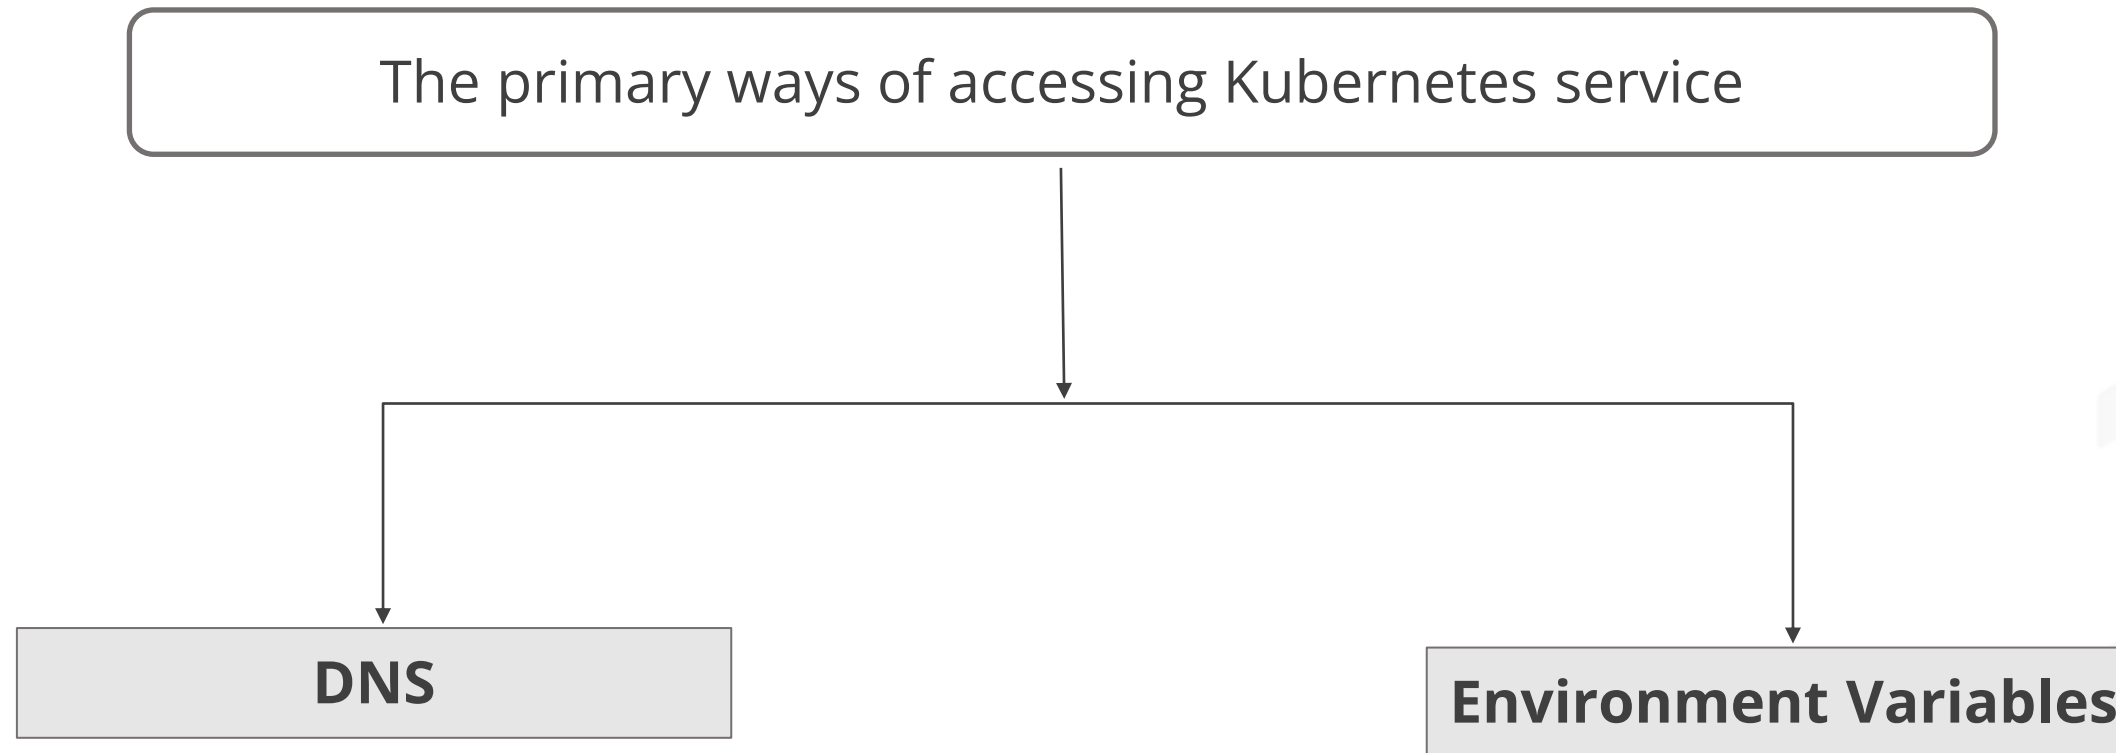 The primary ways of accessing Kubernetes service
DNS
Environment Variables